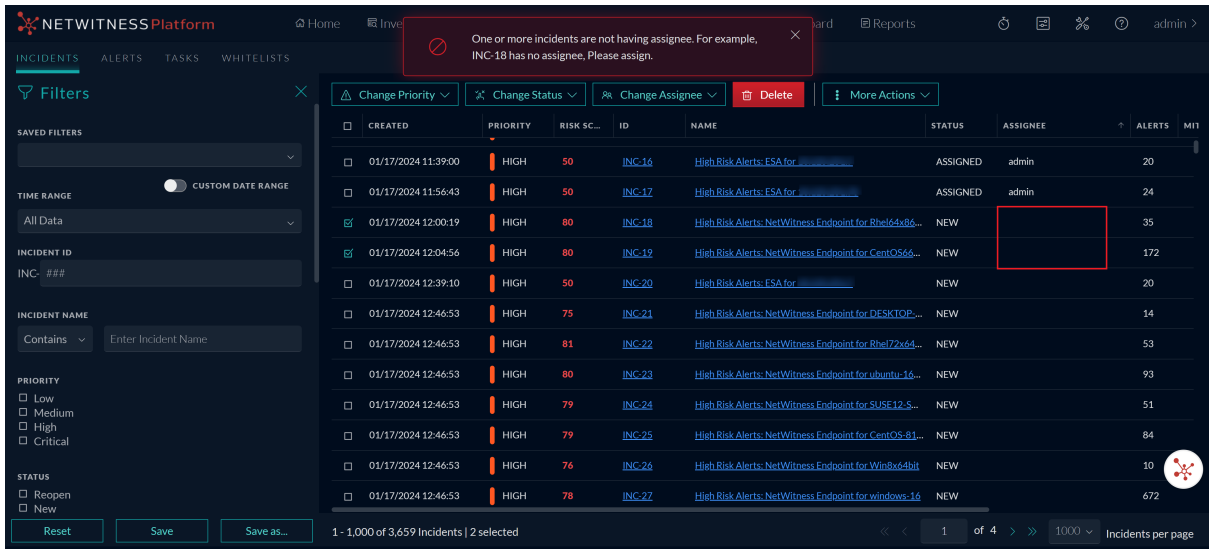 NETWITNESS Platform
Home
Inve
ard
Reports
admin >
One or more incidents are not having assignee. For example,
INC-18 has no assignee, Please assign.
INCIDENTS ALERTS TASKS WHITELISTS
Filters
SAVED FILTERS
CUSTOM DATE RANGE
TIME RANGE
All Data
INCIDENT ID
INC- ###
INCIDENT NAME
Contains Enter Incident Name
PRIORITY
Low
Medium
High
Critical
STATUS
Reopen
New
Reset Save Save as...
Change Priority Change Status Change Assignee Delete More Actions
CREATED PRIORITY RISK SC... ID NAME STATUS ASSIGNEE ALERTS MIT
01/17/2024 11:39:00 HIGH 50 INC-16 High Risk Alerts: ESA for ASSIGNED admin 20
01/17/2024 11:56:43 HIGH 50 INC-17 High Risk Alerts: ESA for ASSIGNED admin 24
01/17/2024 12:00:19 HIGH 80 INC-18 High Risk Alerts: NetWitness Endpoint for Rhel64x86... NEW 35
01/17/2024 12:04:56 HIGH 80 INC-19 High Risk Alerts: NetWitness Endpoint for CentOS66... NEW 172
01/17/2024 12:39:10 HIGH 50 INC-20 High Risk Alerts: ESA for NEW 20
01/17/2024 12:46:53 HIGH 75 INC-21 High Risk Alerts: NetWitness Endpoint for DESKTOP-... NEW 14
01/17/2024 12:46:53 HIGH 81 INC-22 High Risk Alerts: NetWitness Endpoint for Rhel72x64... NEW 53
01/17/2024 12:46:53 HIGH 80 INC-23 High Risk Alerts: NetWitness Endpoint for ubuntu-16... NEW 93
01/17/2024 12:46:53 HIGH 79 INC-24 High Risk Alerts: NetWitness Endpoint for SUSE12-S... NEW 51
01/17/2024 12:46:53 HIGH 79 INC-25 High Risk Alerts: NetWitness Endpoint for CentOS-81... NEW 84
01/17/2024 12:46:53 HIGH 76 INC-26 High Risk Alerts: NetWitness Endpoint for Win8x64bit NEW 10
01/17/2024 12:46:53 HIGH 78 INC-27 High Risk Alerts: NetWitness Endpoint for windows-16 NEW 672
1 - 1,000 of 3,659 Incidents | 2 selected
« < 1 of 4 > » 1000 Incidents per page